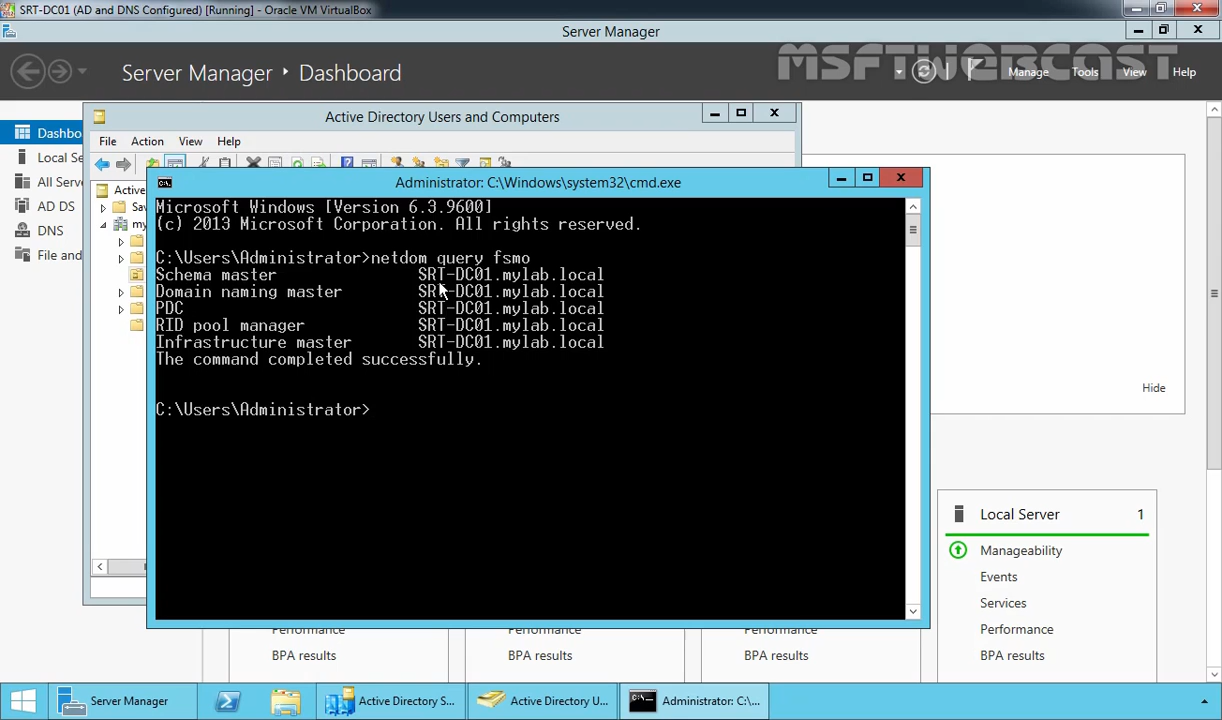 SRT-DC01 (AD and DNS Configured) [Running] - Oracle VM VirtualBox
Server Manager
Server Manager ‣ Dashboard
MSFTWEBCAST
Manage Tools View Help
Active Directory Users and Computers
Dashbo
File Action View Help
Local Se
All Serve
Active
AD DS
Sav
my
DNS
File and
Administrator: C:\Windows\system32\cmd.exe
Microsoft Windows [Version 6.3.9600]
(c) 2013 Microsoft Corporation. All rights reserved.
C:\Users\Administrator>netdom query fsmo
Schema master SRT-DC01.mylab.local
Domain naming master SRT-DC01.mylab.local
PDC SRT-DC01.mylab.local
RID pool manager SRT-DC01.mylab.local
Infrastructure master SRT-DC01.mylab.local
The command completed successfully.
C:\Users\Administrator>
Hide
Local Server 1
Manageability
Events
Services
Performance Performance Performance Performance
BPA results BPA results BPA results BPA results
Server Manager Active Directory S... Active Directory U... Administrator: C:\...